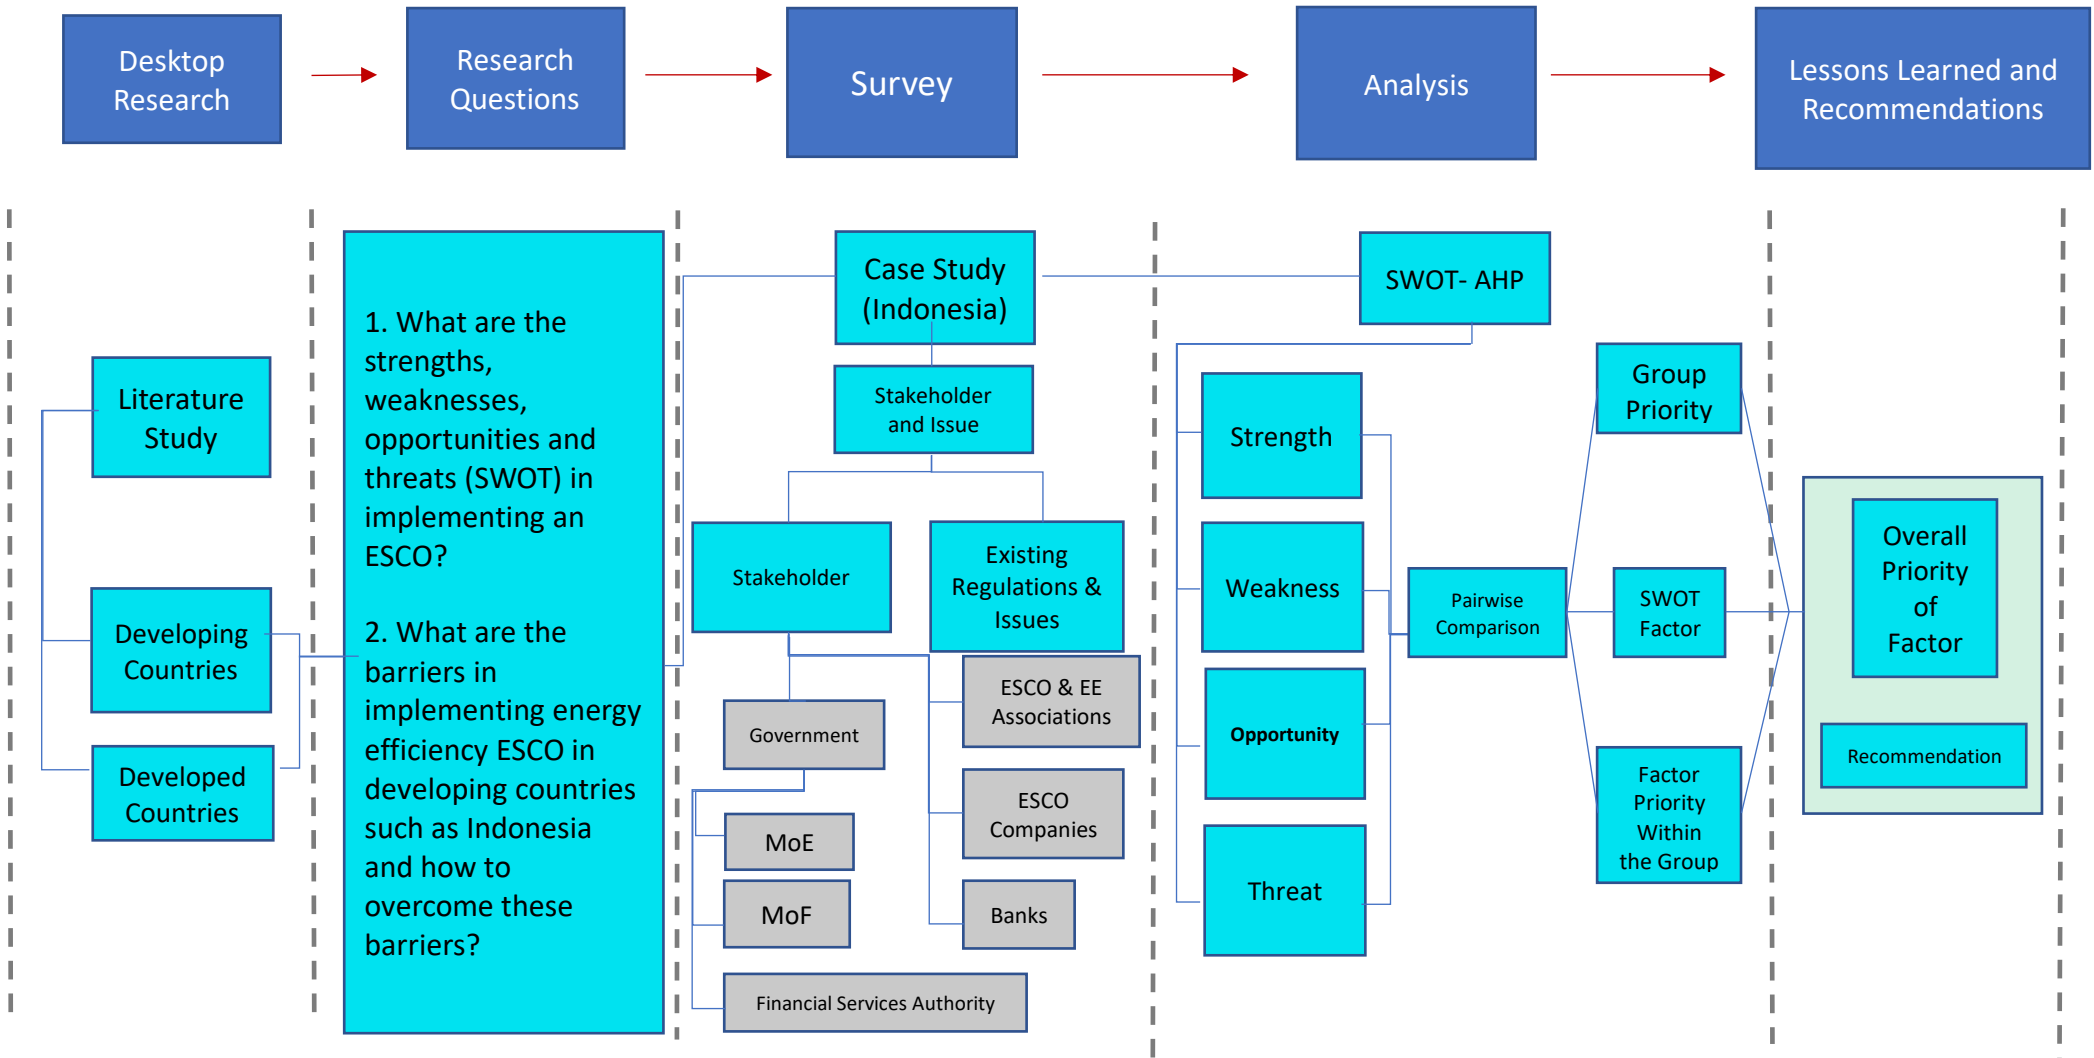 Desktop
Research
Research
Questions
Survey
Analysis
Lessons Learned and
Recommendations
Literature
Study
Developing
Countries
Developed
Countries
1. What are the
strengths,
weaknesses,
opportunities and
threats (SWOT) in
implementing an
ESCO?
2. What are the
barriers in
implementing energy
efficiency ESCO in
developing countries
such as Indonesia
and how to
overcome these
barriers?
Case Study
(Indonesia)
Stakeholder
and Issue
Stakeholder
Existing
Regulations &
Issues
Government
MoE
MoF
Financial Services Authority
ESCO & EE
Associations
ESCO
Companies
Banks
SWOT- AHP
Strength
Weakness
Opportunity
Threat
Pairwise
Comparison
Group
Priority
SWOT
Factor
Factor
Priority
Within
the Group
Overall
Priority
of
Factor
Recommendation